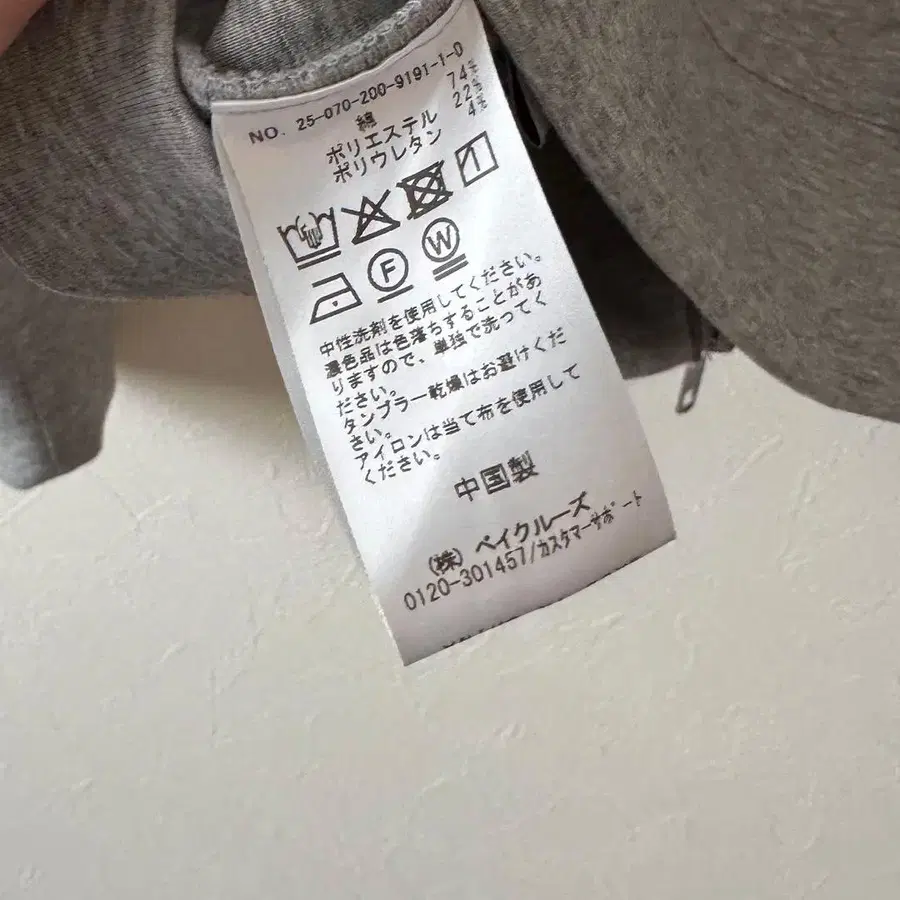 NO. 25-070-200-9191-1-0
綿 74%
ポリエステル 22%
ポリウレタン 4%
F W
中性洗剤を使用してください。
濃色品は色落ちすることがあ
りますので、単独で洗ってく
ださい。
タンブラー乾燥はお避けくだ
さい。
アイロンは当て布を使用して
ください。
中国製
(株) ベイクルーズ
0120-301457/カスタマーサポート